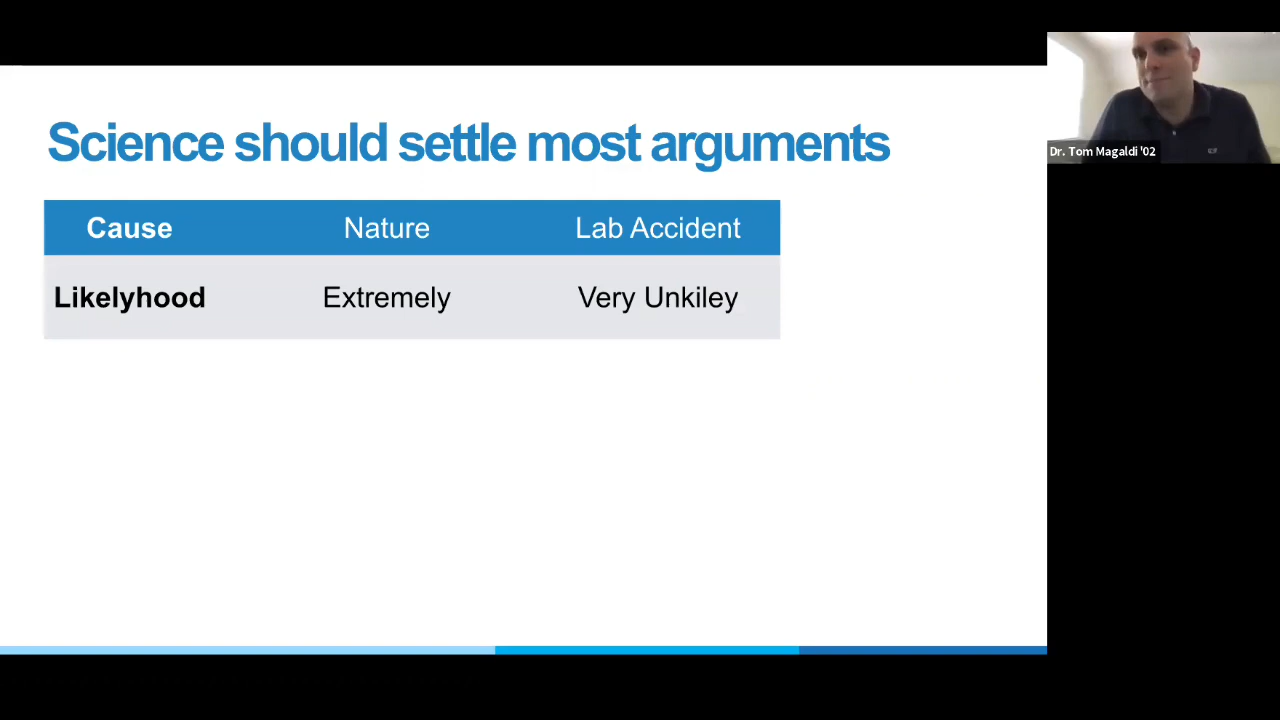 Science should settle most arguments
Cause Nature Lab Accident
Likelyhood Extremely Very Unkiley
Dr. Tom Magaldi '02